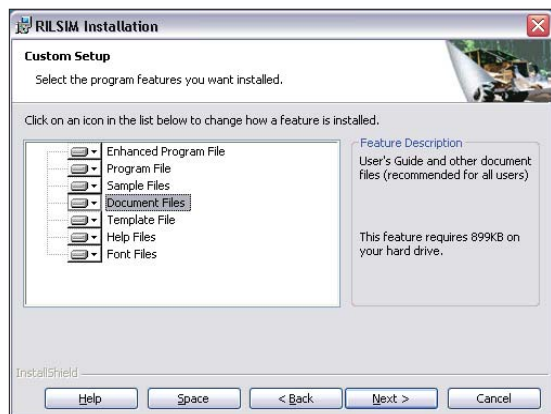 RILSIM Installation
Custom Setup
Select the program features you want installed.
Click on an icon in the list below to change how a feature is installed.
Enhanced Program File
Program File
Sample Files
Document Files
Template File
Help Files
Font Files
Feature Description
User's Guide and other document
files (recommended for all users)
This feature requires 899KB on
your hard drive.
InstallShield
Help
Space
< Back
Next >
Cancel